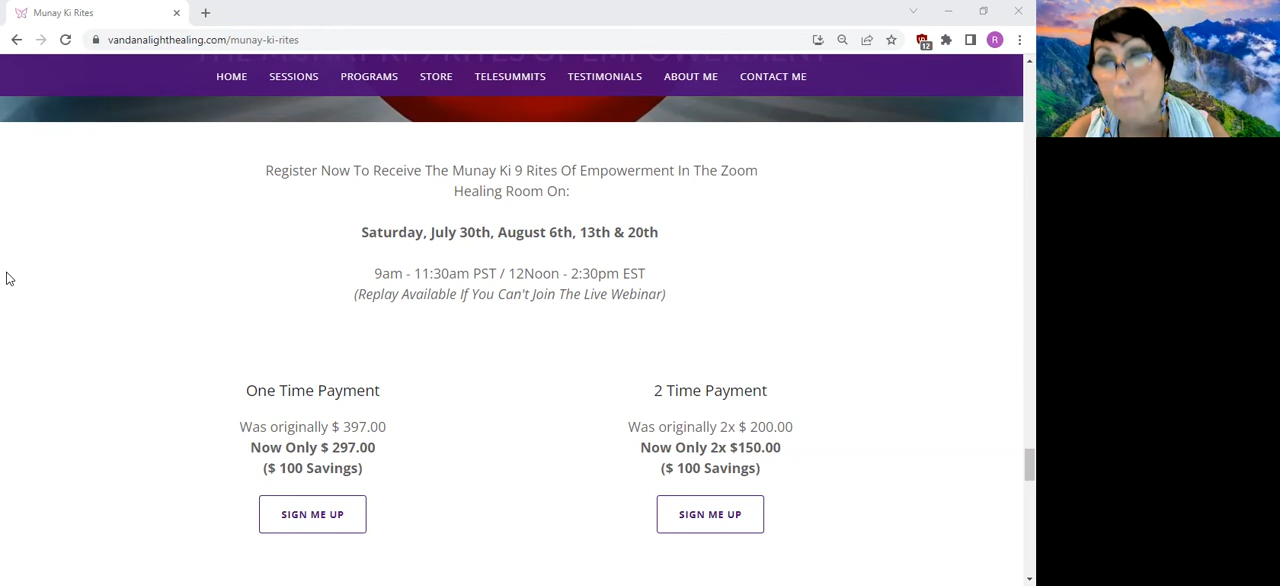 Munay Ki Rites
vandanalighthealing.com/munay-ki-rites
12
R
HOME SESSIONS PROGRAMS STORE TELESUMMITS TESTIMONIALS ABOUT ME CONTACT ME
Register Now To Receive The Munay Ki 9 Rites Of Empowerment In The Zoom
Healing Room On:
Saturday, July 30th, August 6th, 13th & 20th
9am - 11:30am PST / 12Noon - 2:30pm EST
(Replay Available If You Can't Join The Live Webinar)
One Time Payment
Was originally $ 397.00
Now Only $ 297.00
($ 100 Savings)
SIGN ME UP
2 Time Payment
Was originally 2x $ 200.00
Now Only 2x $150.00
($ 100 Savings)
SIGN ME UP